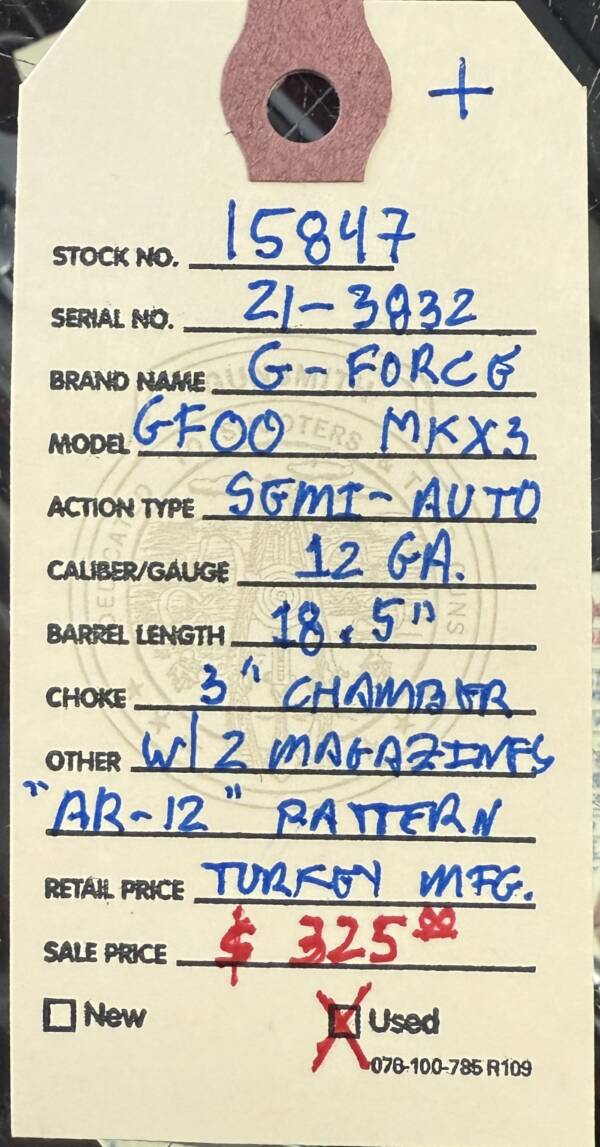 +
STOCK NO. 15847
SERIAL NO. 21-3932
BRAND NAME G-FORCE
MODEL GF00 MKX3
ACTION TYPE SEMI-AUTO
CALIBER/GAUGE 12 GA.
BARREL LENGTH 18.5"
CHOKE 3" CHAMBER
OTHER W/2 MAGAZINES
"AR-12" PATTERN
RETAIL PRICE TURKEY MFG.
SALE PRICE $ 325 00
New X Used
076-100-785 R109